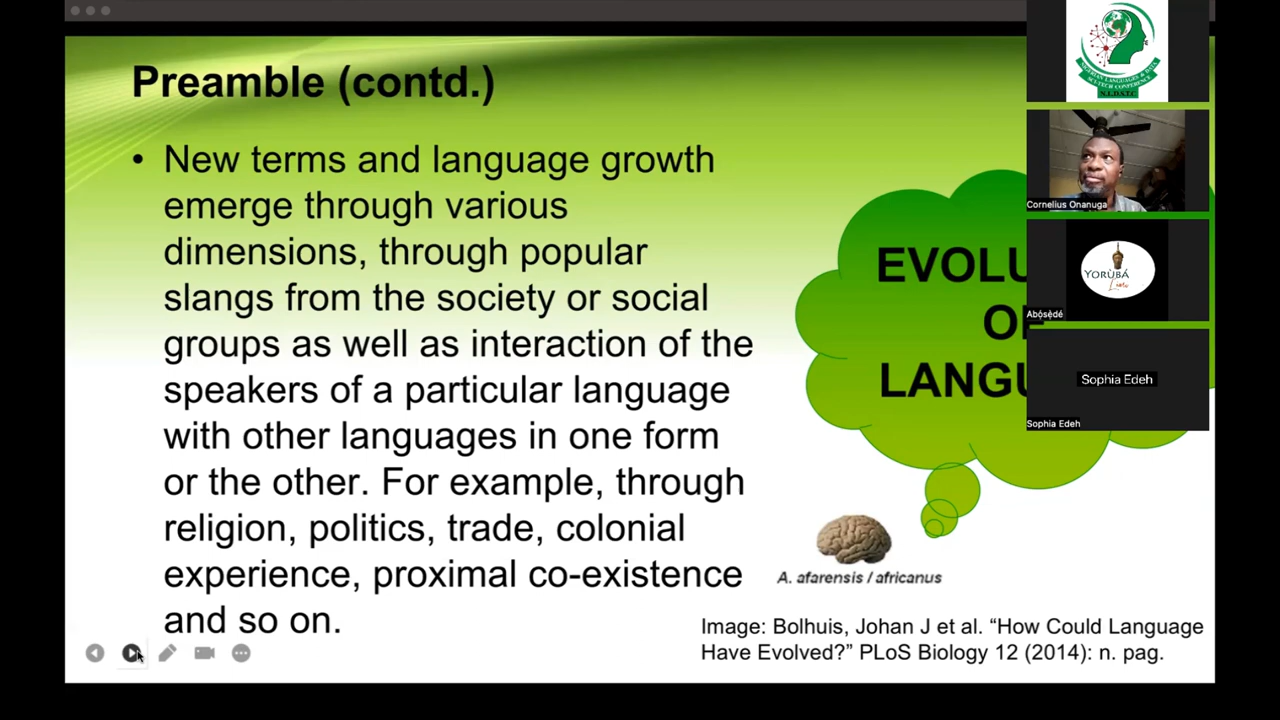 Preamble (contd.)
• New terms and language growth
emerge through various
dimensions, through popular
slangs from the society or social
groups as well as interaction of the
speakers of a particular language
with other languages in one form
or the other. For example, through
religion, politics, trade, colonial
experience, proximal co-existence
and so on.
EVOLU
OF
LANGU
A. afarensis / africanus
Image: Bolhuis, Johan J et al. “How Could Language
Have Evolved?” PLoS Biology 12 (2014): n. pag.
N.L.D.S.T.C.
Cornelius Onanuga
YORÙBÁ
Abọ́sẹ̀dé
Sophia Edeh
Sophia Edeh